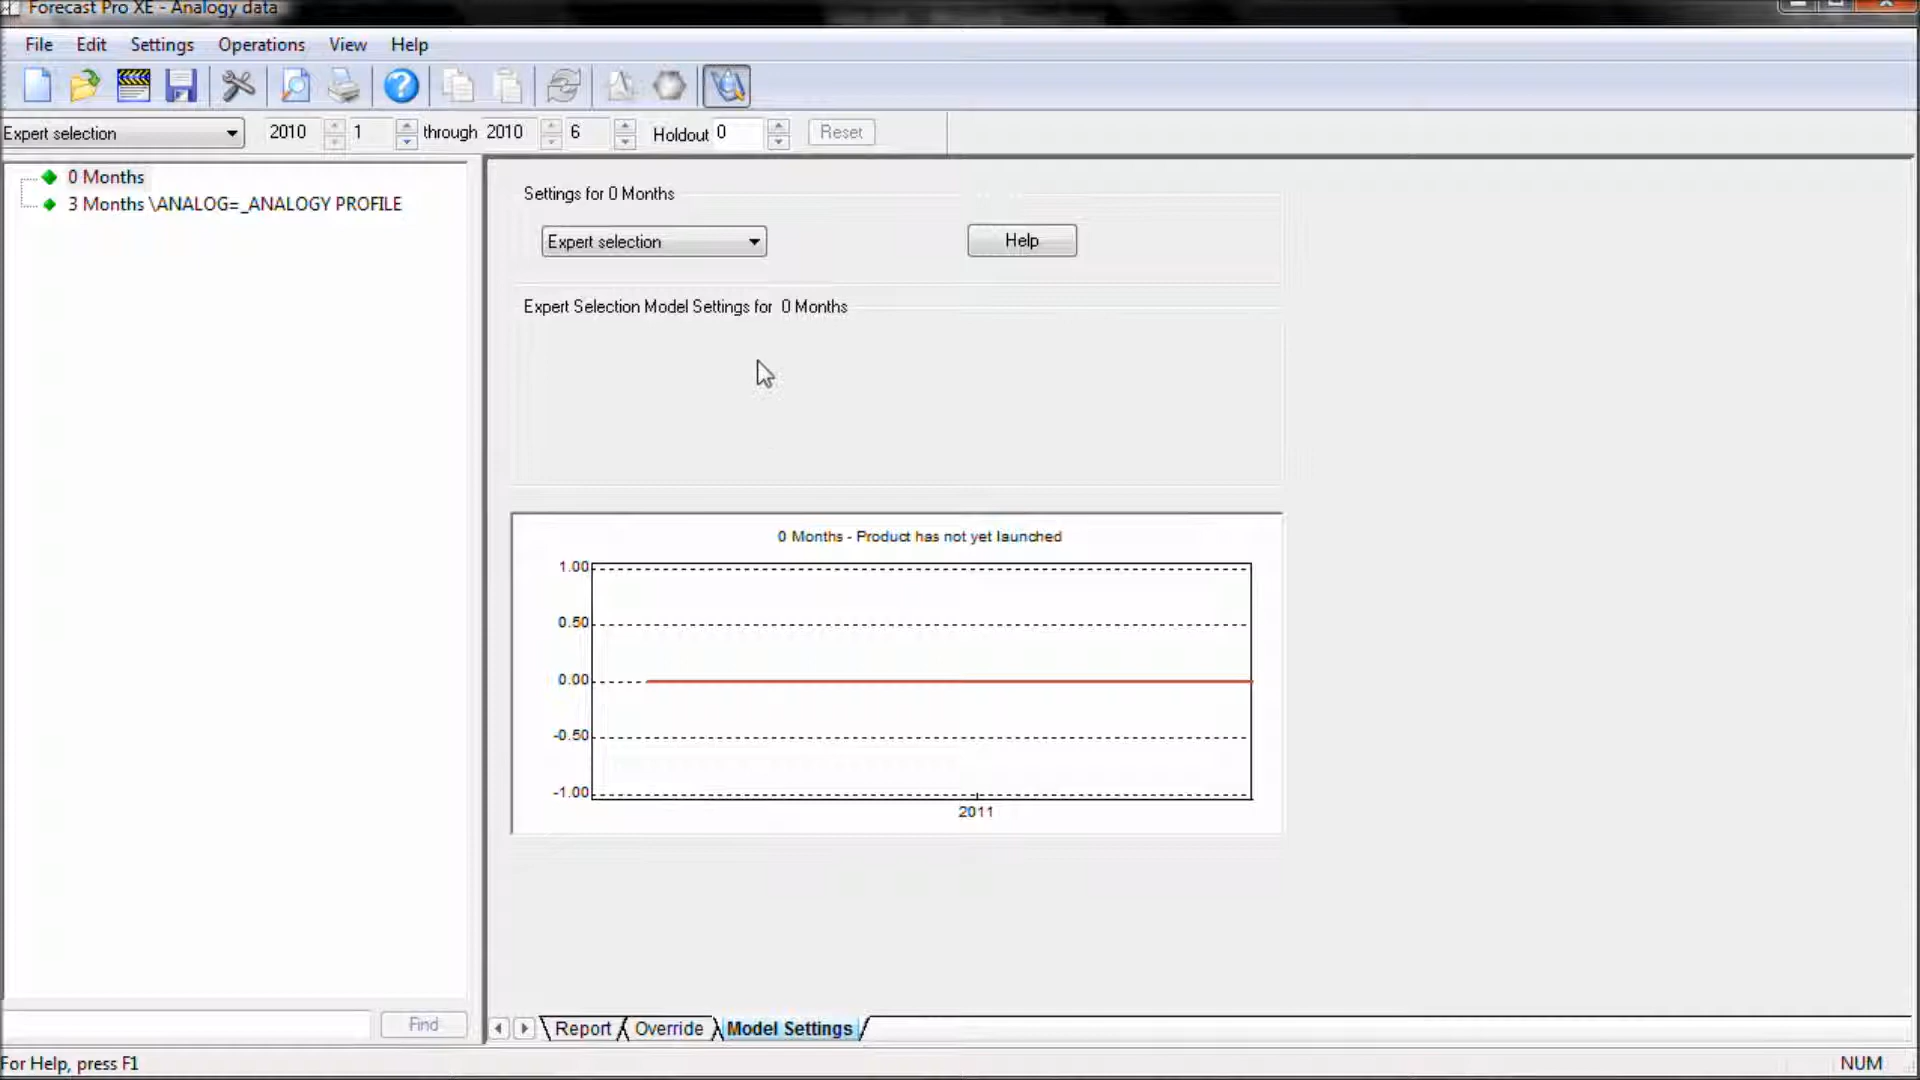 Forecast Pro XE - Analogy data
File Edit Settings Operations View Help
Expert selection 2010 1 through 2010 6 Holdout 0 Reset
0 Months
3 Months \ANALOG=_ANALOGY PROFILE
Settings for 0 Months
Expert selection Help
Expert Selection Model Settings for 0 Months
0 Months - Product has not yet launched
1.00
0.50
0.00
-0.50
-1.00
2011
Find
Report Override Model Settings
For Help, press F1 NUM